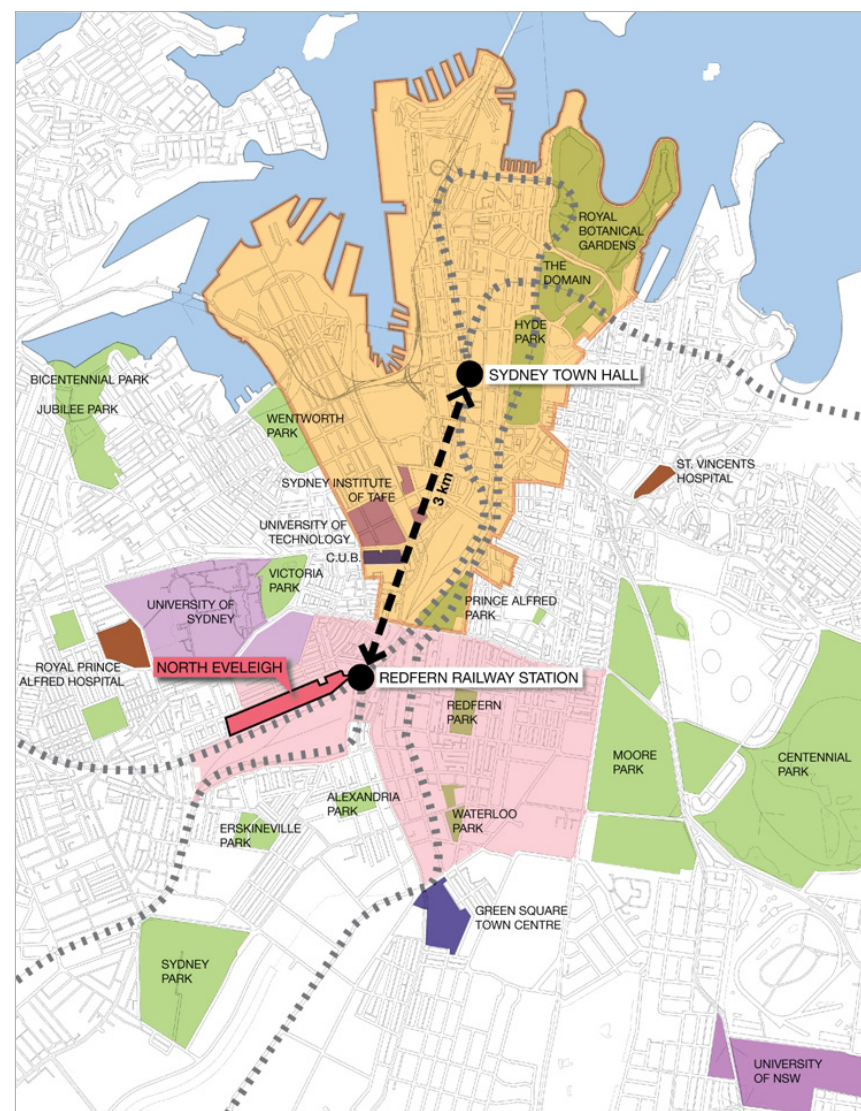 ROYAL
BOTANICAL
GARDENS
THE
DOMAIN
HYDE
PARK
SYDNEY TOWN HALL
BICENTENNIAL PARK
JUBILEE PARK
WENTWORTH
PARK
ST. VINCENTS
HOSPITAL
SYDNEY INSTITUTE
OF TAFE
3 km
UNIVERSITY OF
TECHNOLOGY
C.U.B.
VICTORIA
PARK
UNIVERSITY OF
SYDNEY
PRINCE ALFRED
PARK
ROYAL PRINCE
ALFRED HOSPITAL
NORTH EVELEIGH
REDFERN RAILWAY STATION
REDFERN
PARK
MOORE
PARK
CENTENNIAL
PARK
ALEXANDRIA
PARK
ERSKINEVILLE
PARK
WATERLOO
PARK
GREEN SQUARE
TOWN CENTRE
SYDNEY
PARK
UNIVERSITY
OF NSW